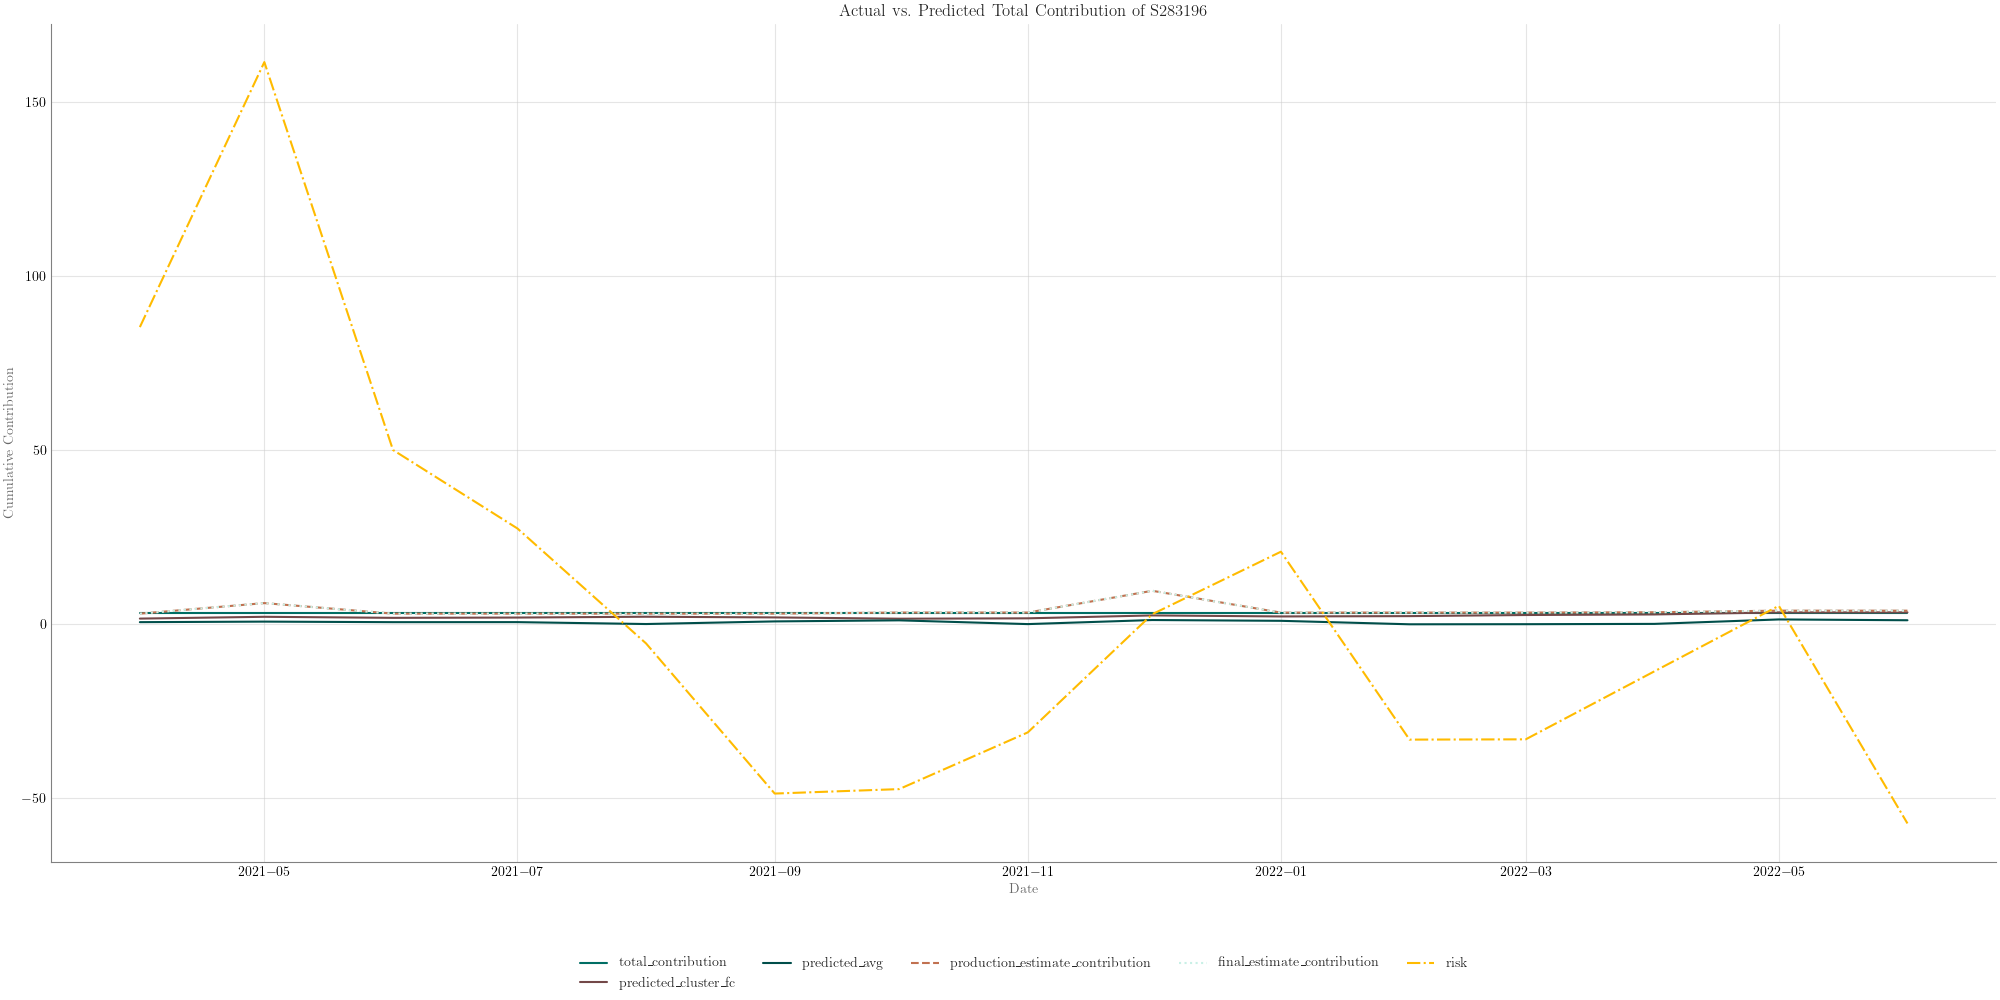 Actual vs. Predicted Total Contribution of S283196
Cumulative Contribution
150
100
50
0
−50
2021−05 2021−07 2021−09 2021−11 2022−01 2022−03 2022−05
Date
total_contribution predicted_avg production_estimate_contribution final_estimate_contribution risk
predicted_cluster_fc